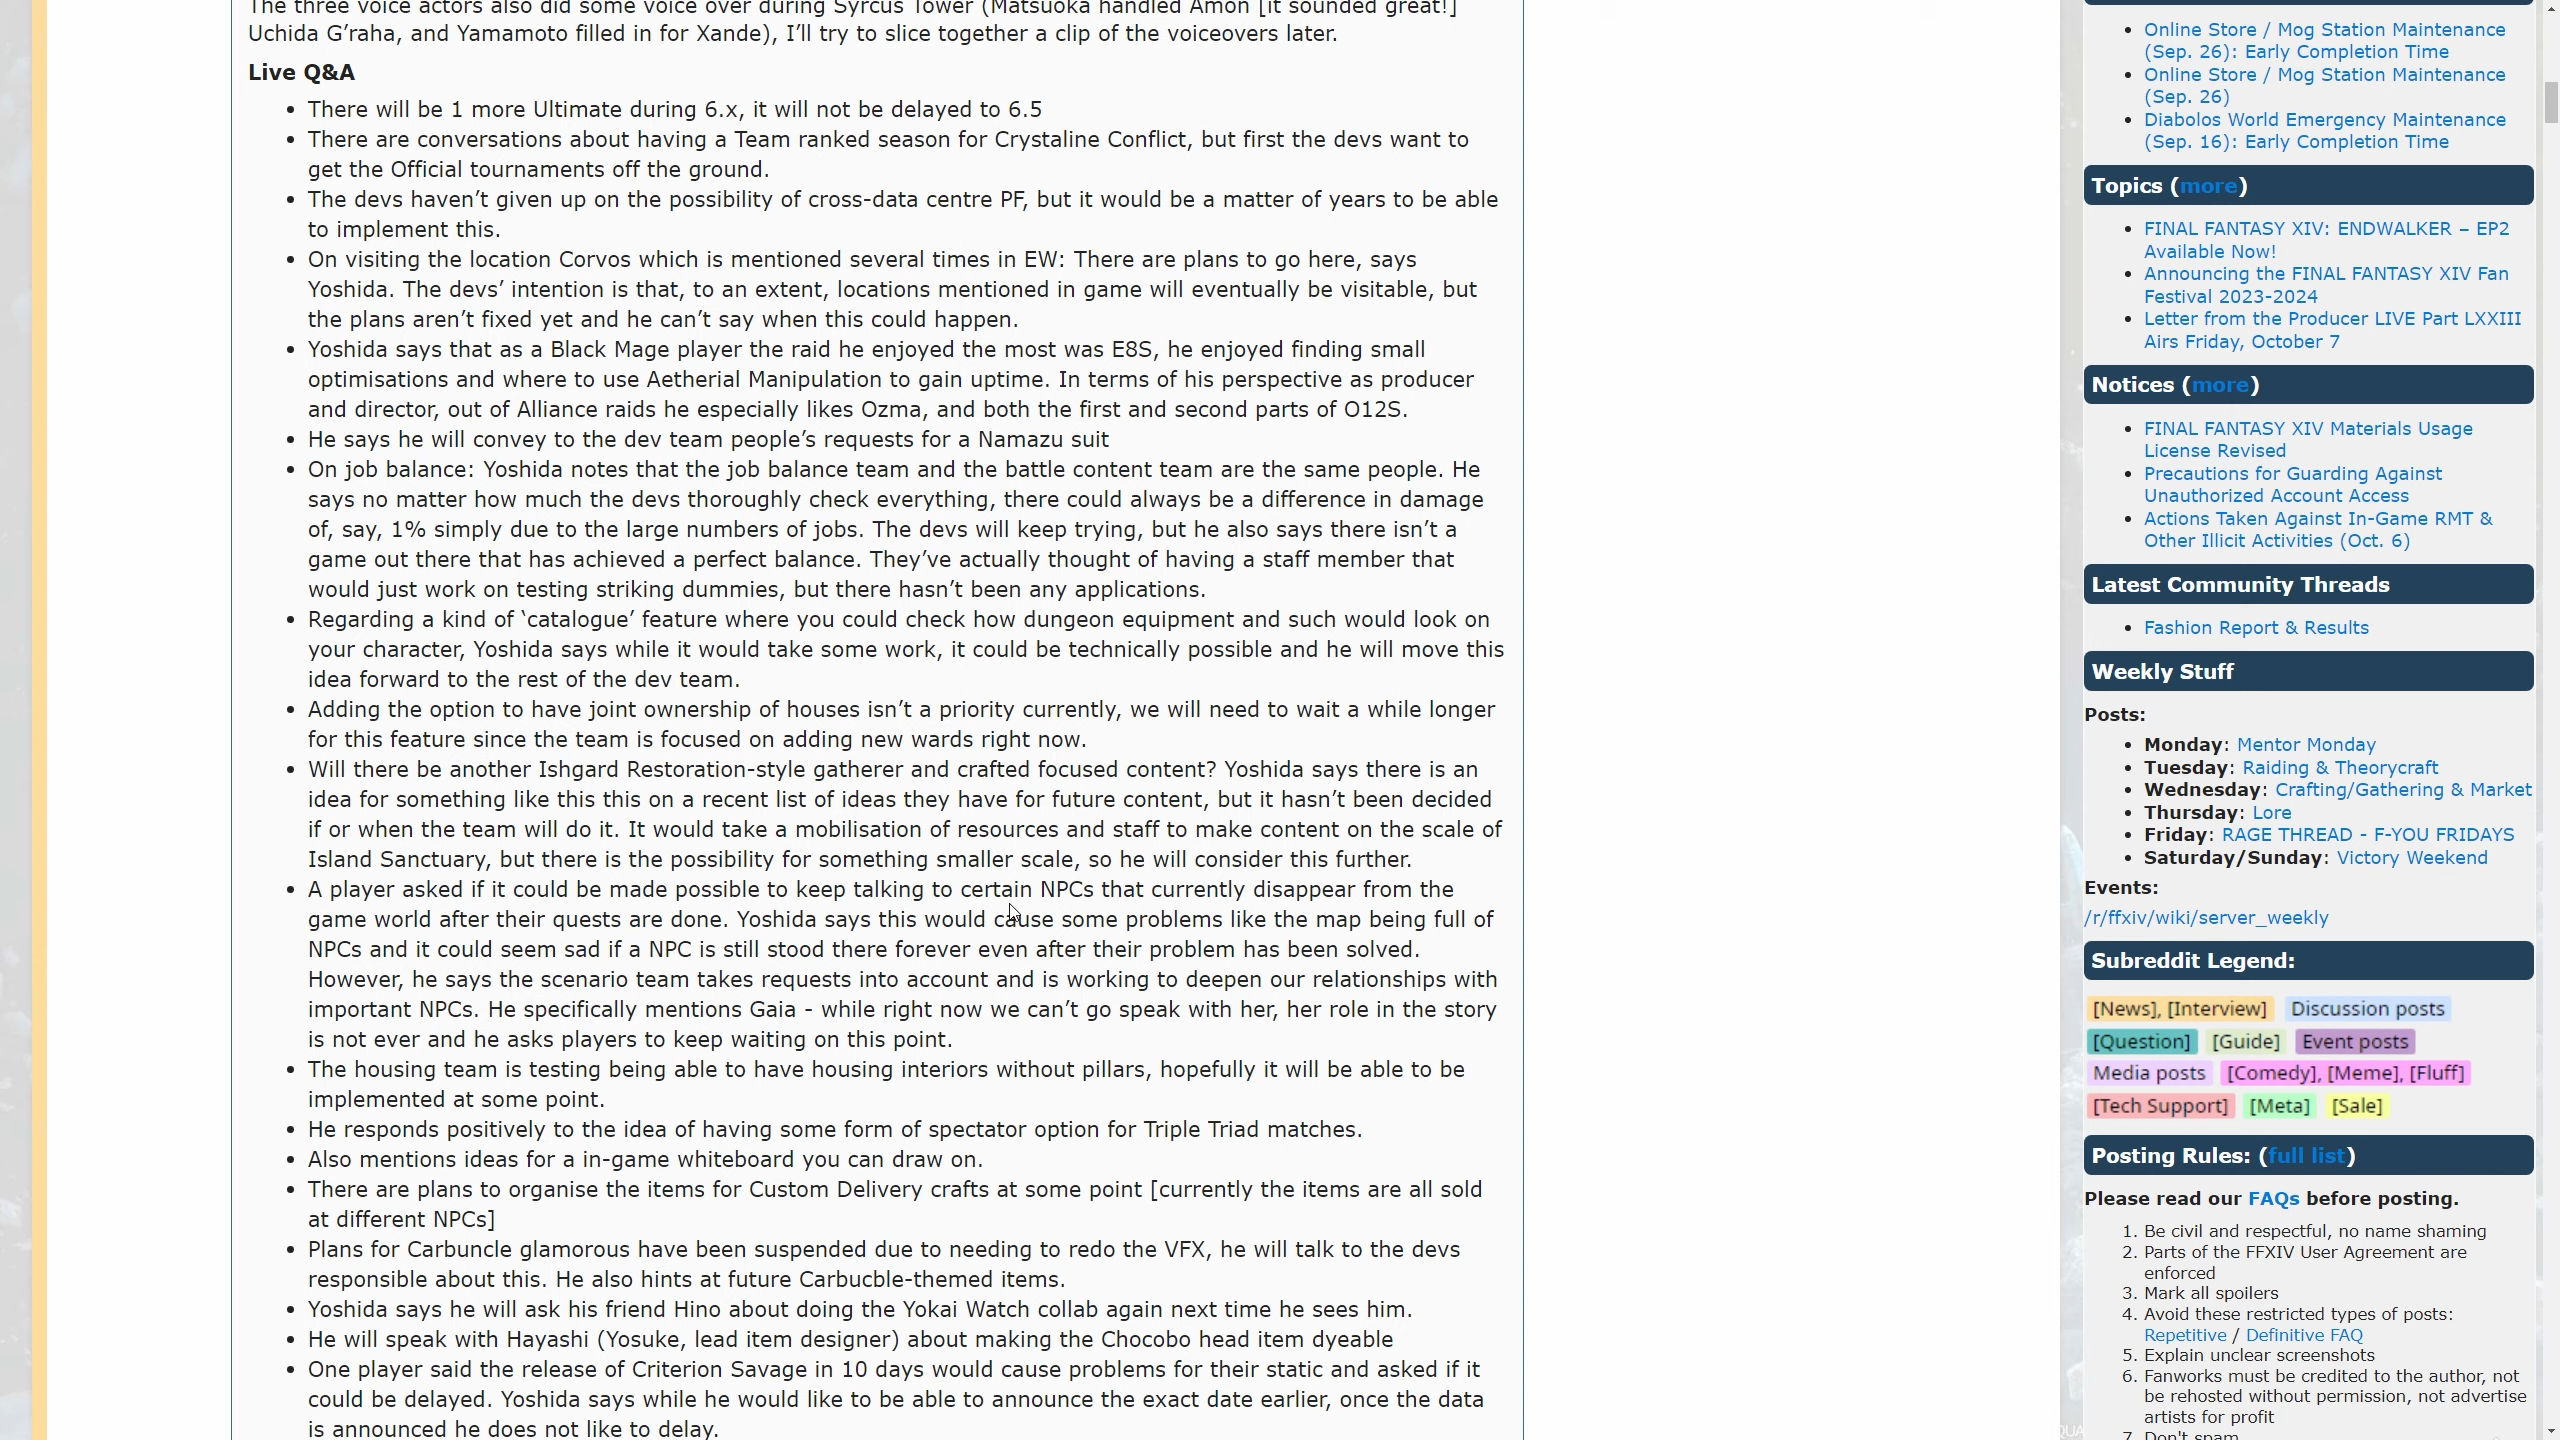 The three voice actors also did some voice over during Syrcus Tower (Matsuoka handled Amon [it sounded great!]
Uchida G’raha, and Yamamoto filled in for Xande), I’ll try to slice together a clip of the voiceovers later.
Live Q&A
• There will be 1 more Ultimate during 6.x, it will not be delayed to 6.5
• There are conversations about having a Team ranked season for Crystaline Conflict, but first the devs want to
get the Official tournaments off the ground.
• The devs haven’t given up on the possibility of cross-data centre PF, but it would be a matter of years to be able
to implement this.
• On visiting the location Corvos which is mentioned several times in EW: There are plans to go here, says
Yoshida. The devs’ intention is that, to an extent, locations mentioned in game will eventually be visitable, but
the plans aren’t fixed yet and he can’t say when this could happen.
• Yoshida says that as a Black Mage player the raid he enjoyed the most was E8S, he enjoyed finding small
optimisations and where to use Aetherial Manipulation to gain uptime. In terms of his perspective as producer
and director, out of Alliance raids he especially likes Ozma, and both the first and second parts of O12S.
• He says he will convey to the dev team people’s requests for a Namazu suit
• On job balance: Yoshida notes that the job balance team and the battle content team are the same people. He
says no matter how much the devs thoroughly check everything, there could always be a difference in damage
of, say, 1% simply due to the large numbers of jobs. The devs will keep trying, but he also says there isn’t a
game out there that has achieved a perfect balance. They’ve actually thought of having a staff member that
would just work on testing striking dummies, but there hasn’t been any applications.
• Regarding a kind of ‘catalogue’ feature where you could check how dungeon equipment and such would look on
your character, Yoshida says while it would take some work, it could be technically possible and he will move this
idea forward to the rest of the dev team.
• Adding the option to have joint ownership of houses isn’t a priority currently, we will need to wait a while longer
for this feature since the team is focused on adding new wards right now.
• Will there be another Ishgard Restoration-style gatherer and crafted focused content? Yoshida says there is an
idea for something like this this on a recent list of ideas they have for future content, but it hasn’t been decided
if or when the team will do it. It would take a mobilisation of resources and staff to make content on the scale of
Island Sanctuary, but there is the possibility for something smaller scale, so he will consider this further.
• A player asked if it could be made possible to keep talking to certain NPCs that currently disappear from the
game world after their quests are done. Yoshida says this would cause some problems like the map being full of
NPCs and it could seem sad if a NPC is still stood there forever even after their problem has been solved.
However, he says the scenario team takes requests into account and is working to deepen our relationships with
important NPCs. He specifically mentions Gaia - while right now we can’t go speak with her, her role in the story
is not ever and he asks players to keep waiting on this point.
• The housing team is testing being able to have housing interiors without pillars, hopefully it will be able to be
implemented at some point.
• He responds positively to the idea of having some form of spectator option for Triple Triad matches.
• Also mentions ideas for a in-game whiteboard you can draw on.
• There are plans to organise the items for Custom Delivery crafts at some point [currently the items are all sold
at different NPCs]
• Plans for Carbuncle glamorous have been suspended due to needing to redo the VFX, he will talk to the devs
responsible about this. He also hints at future Carbucble-themed items.
• Yoshida says he will ask his friend Hino about doing the Yokai Watch collab again next time he sees him.
• He will speak with Hayashi (Yosuke, lead item designer) about making the Chocobo head item dyeable
• One player said the release of Criterion Savage in 10 days would cause problems for their static and asked if it
could be delayed. Yoshida says while he would like to be able to announce the exact date earlier, once the data
is announced he does not like to delay.
• Online Store / Mog Station Maintenance
(Sep. 26): Early Completion Time
• Online Store / Mog Station Maintenance
(Sep. 26)
• Diabolos World Emergency Maintenance
(Sep. 16): Early Completion Time
Topics (more)
• FINAL FANTASY XIV: ENDWALKER – EP2
Available Now!
• Announcing the FINAL FANTASY XIV Fan
Festival 2023-2024
• Letter from the Producer LIVE Part LXXIII
Airs Friday, October 7
Notices (more)
• FINAL FANTASY XIV Materials Usage
License Revised
• Precautions for Guarding Against
Unauthorized Account Access
• Actions Taken Against In-Game RMT &
Other Illicit Activities (Oct. 6)
Latest Community Threads
• Fashion Report & Results
Weekly Stuff
Posts:
• Monday: Mentor Monday
• Tuesday: Raiding & Theorycraft
• Wednesday: Crafting/Gathering & Market
• Thursday: Lore
• Friday: RAGE THREAD - F-YOU FRIDAYS
• Saturday/Sunday: Victory Weekend
Events:
/r/ffxiv/wiki/server_weekly
Subreddit Legend:
[News], [Interview] Discussion posts
[Question] [Guide] Event posts
Media posts [Comedy], [Meme], [Fluff]
[Tech Support] [Meta] [Sale]
Posting Rules: (full list)
Please read our FAQs before posting.
1. Be civil and respectful, no name shaming
2. Parts of the FFXIV User Agreement are
enforced
3. Mark all spoilers
4. Avoid these restricted types of posts:
Repetitive / Definitive FAQ
5. Explain unclear screenshots
6. Fanworks must be credited to the author, not
be rehosted without permission, not advertise
artists for profit
7. Don't spam